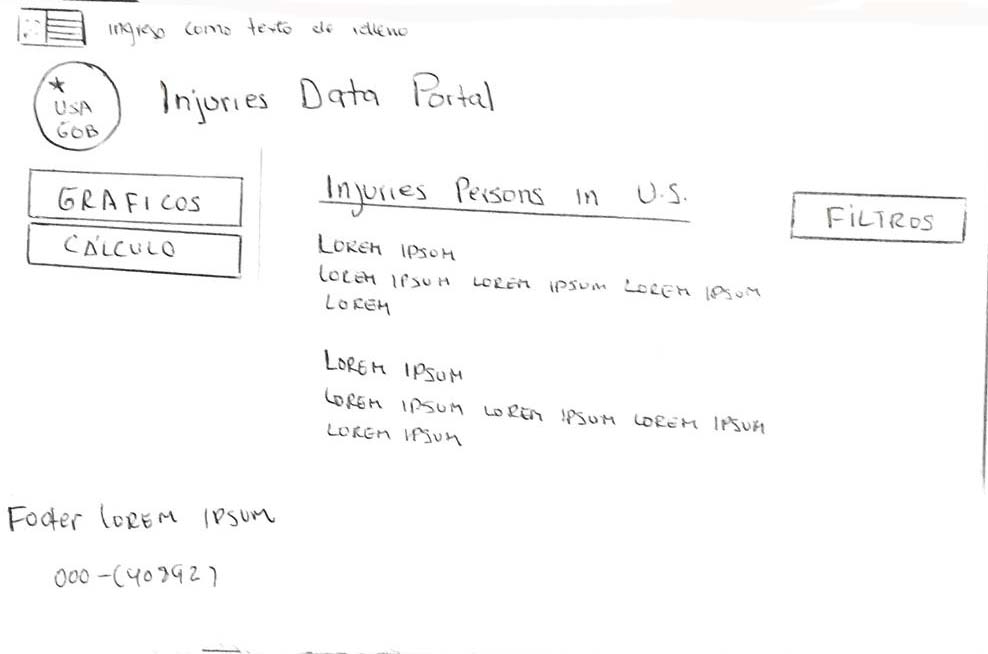 ingreso como texto de relleno
★
USA
GOB
Injuries Data Portal
GRAFICOS
CÁLCULO
Injuries Persons in U.S.
FILTROS
LOREM IPSOM
LOREM IPSUM LOREM IPSUM LOREM IPSUM
LOREM
LOREM IPSUM
LOREM IPSUM LOREM IPSUM LOREM IPSUM
LOREM IPSUM
Footer LOREM IPSUM
000-(40892)